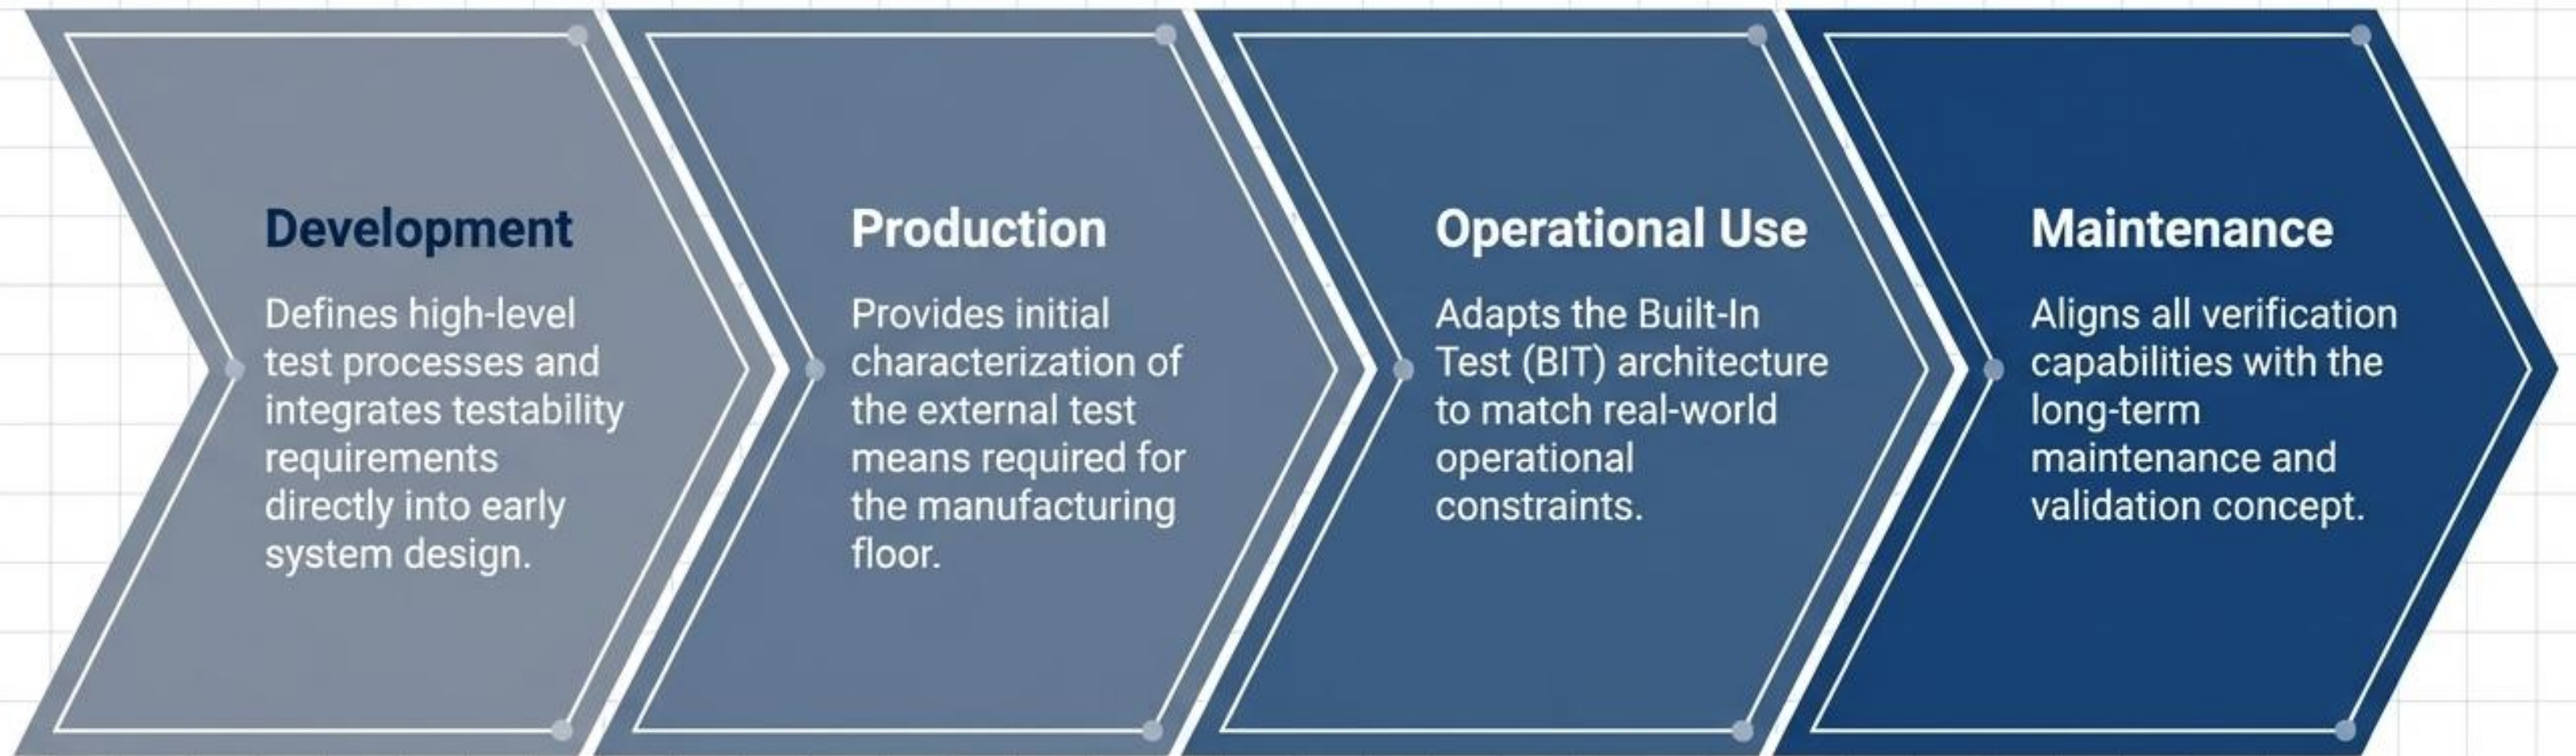 Development
Defines high-level
test processes and
integrates testability
requirements
directly into early
system design.
Production
Provides initial
characterization of
the external test
means required for
the manufacturing
floor.
Operational Use
Adapts the Built-In
Test (BIT) architecture
to match real-world
operational
constraints.
Maintenance
Aligns all verification
capabilities with the
long-term
maintenance and
validation concept.